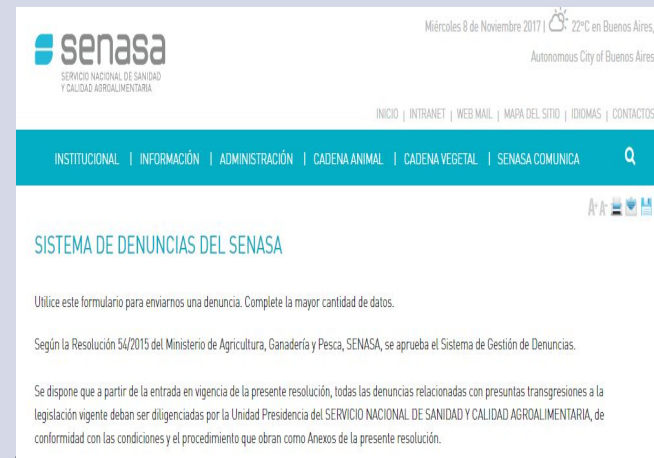 Miércoles 8 de Noviembre 2017 | 22ºC en Buenos Aires,
Autonomous City of Buenos Aires
senasa
SERVICIO NACIONAL DE SANIDAD
Y CALIDAD AGROALIMENTARIA
INICIO | INTRANET | WEB MAIL | MAPA DEL SITIO | IDIOMAS | CONTACTOS
INSTITUCIONAL | INFORMACIÓN | ADMINISTRACIÓN | CADENA ANIMAL | CADENA VEGETAL | SENASA COMUNICA
A+ A-
SISTEMA DE DENUNCIAS DEL SENASA
Utilice este formulario para enviarnos una denuncia. Complete la mayor cantidad de datos.
Según la Resolución 54/2015 del Ministerio de Agricultura, Ganadería y Pesca, SENASA, se aprueba el Sistema de Gestión de Denuncias.
Se dispone que a partir de la entrada en vigencia de la presente resolución, todas las denuncias relacionadas con presuntas transgresiones a la
legislación vigente deban ser diligenciadas por la Unidad Presidencia del SERVICIO NACIONAL DE SANIDAD Y CALIDAD AGROALIMENTARIA, de
conformidad con las condiciones y el procedimiento que obran como Anexos de la presente resolución.